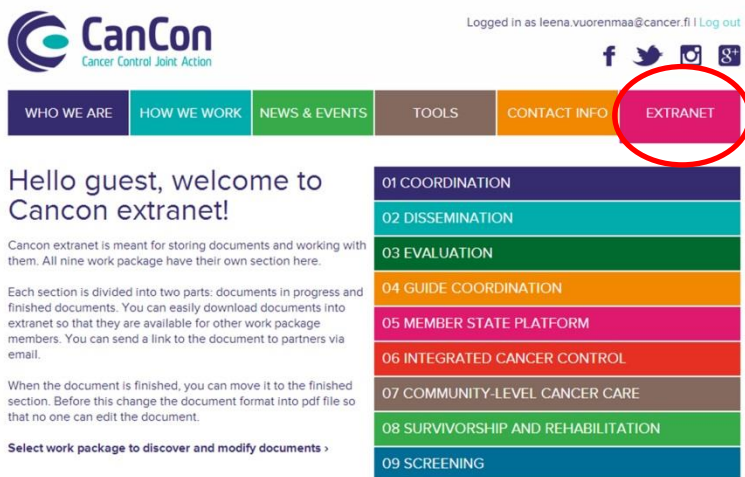 CanCon
Cancer Control Joint Action
Logged in as leena.vuorenmaa@cancer.fi | Log out
WHO WE ARE
HOW WE WORK
NEWS & EVENTS
TOOLS
CONTACT INFO
EXTRANET
Hello guest, welcome to
Cancon extranet!
Cancon extranet is meant for storing documents and working with
them. All nine work package have their own section here.
Each section is divided into two parts: documents in progress and
finished documents. You can easily download documents into
extranet so that they are available for other work package
members. You can send a link to the document to partners via
email.
When the document is finished, you can move it to the finished
section. Before this change the document format into pdf file so
that no one can edit the document.
Select work package to discover and modify documents ›
01 COORDINATION
02 DISSEMINATION
03 EVALUATION
04 GUIDE COORDINATION
05 MEMBER STATE PLATFORM
06 INTEGRATED CANCER CONTROL
07 COMMUNITY-LEVEL CANCER CARE
08 SURVIVORSHIP AND REHABILITATION
09 SCREENING